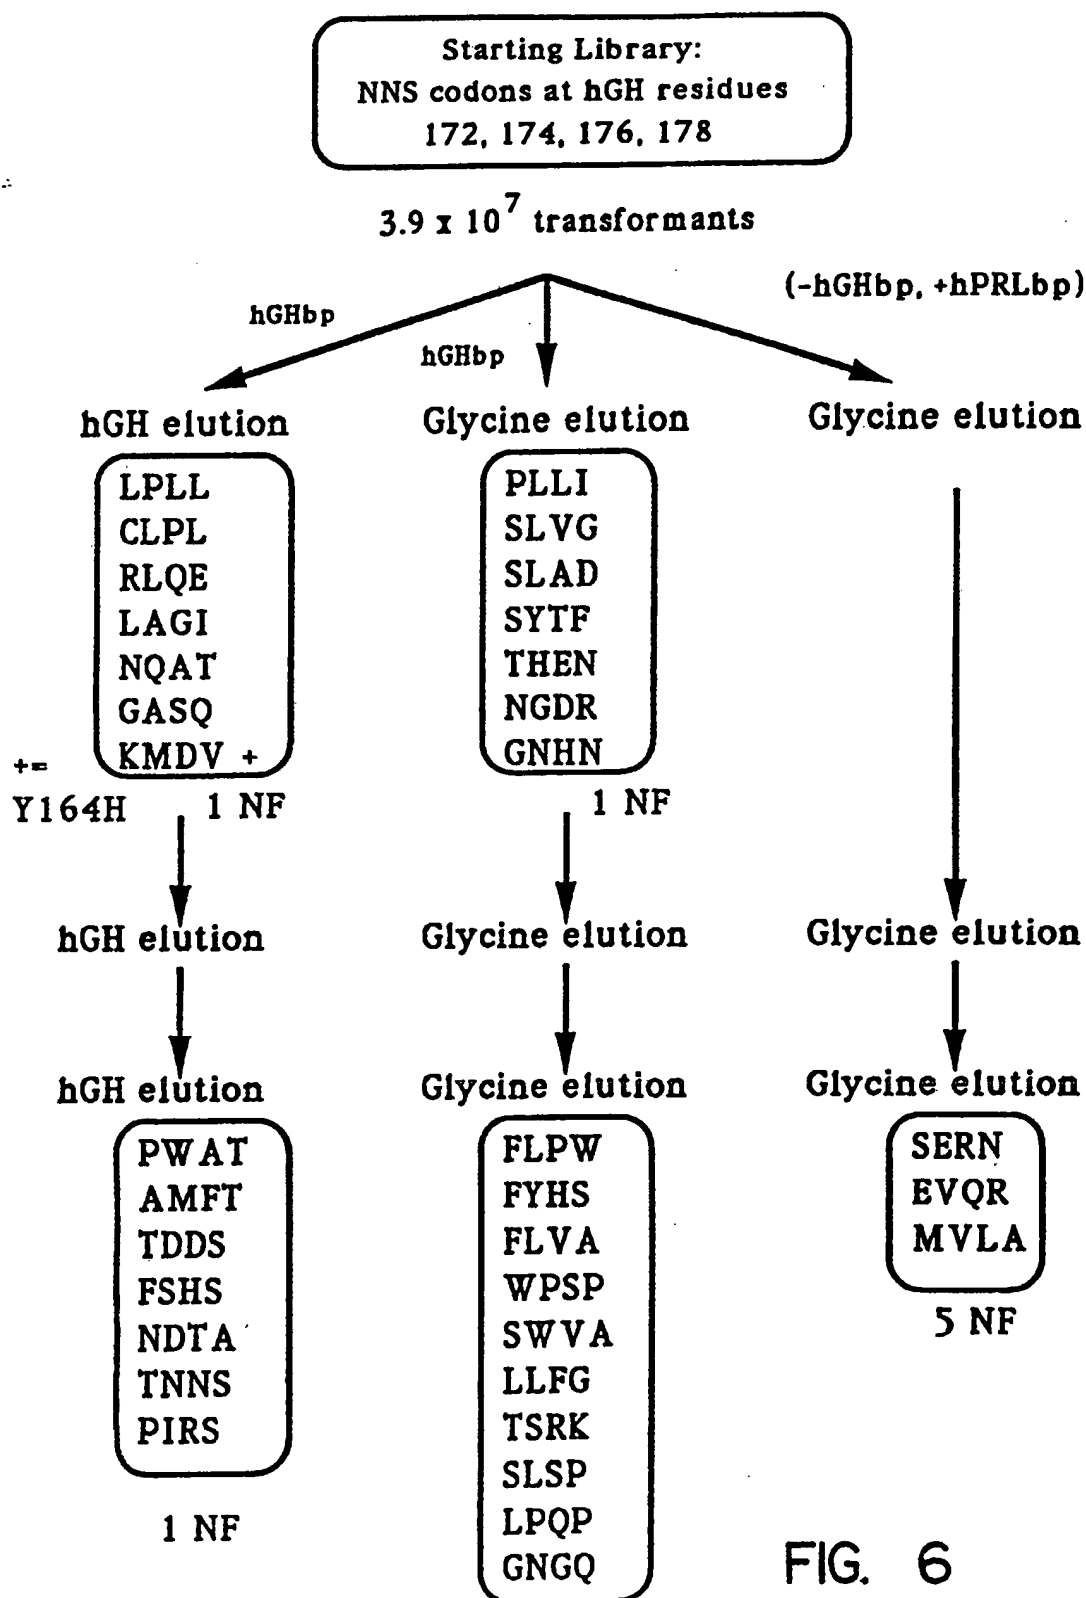 Starting Library:
NNS codons at hGH residues
172, 174, 176, 178
3.9 x 10^7 transformants
(-hGHbp, +hPRLbp)
hGHbp
hGHbp
hGH elution
Glycine elution
Glycine elution
LPLL
CLPL
RLQE
LAGI
NQAT
GASQ
KMDV +
+=
Y164H
1 NF
PLLI
SLVG
SLAD
SYTF
THEN
NGDR
GNHN
1 NF
hGH elution
Glycine elution
Glycine elution
hGH elution
Glycine elution
Glycine elution
PWAT
AMFT
TDDS
FSHS
NDTA
TNNS
PIRS
1 NF
FLPW
FYHS
FLVA
WPSP
SWVA
LLFG
TSRK
SLSP
LPQP
GNGQ
SERN
EVQR
MVLA
5 NF
FIG. 6